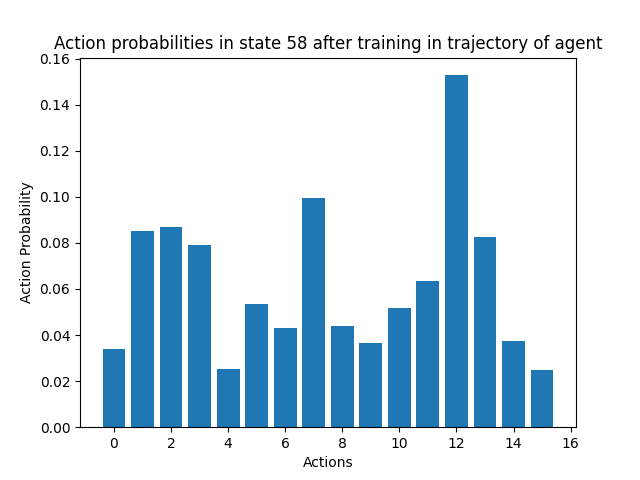 Action probabilities in state 58 after training in trajectory of agent
0.16
0.14
0.12
0.10
0.08
0.06
0.04
0.02
0.00
Action Probability
0 2 4 6 8 10 12 14 16
Actions